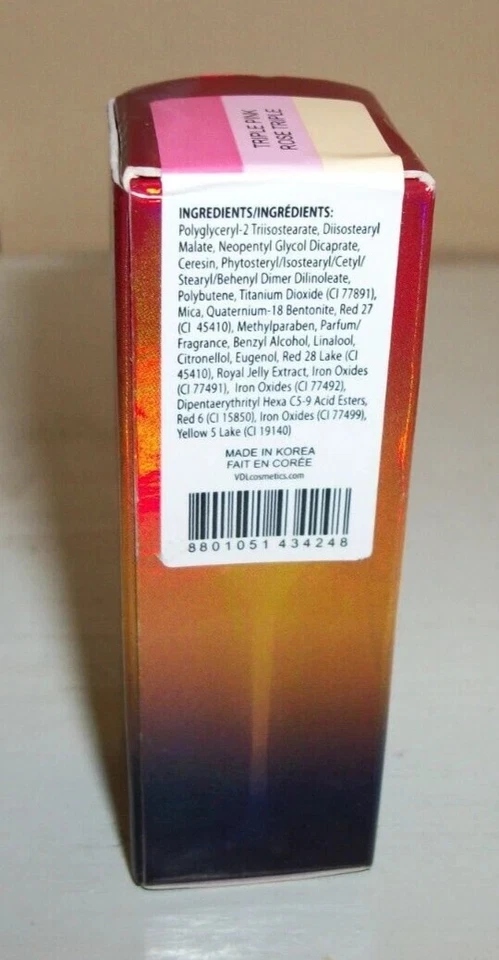 TRIPLE PINK
ROSE TRIPLE
INGREDIENTS/INGRÉDIENTS:
Polyglyceryl-2 Triisostearate, Diisostearyl
Malate, Neopentyl Glycol Dicaprate,
Ceresin, Phytosteryl/Isostearyl/Cetyl/
Stearyl/Behenyl Dimer Dilinoleate,
Polybutene, Titanium Dioxide (CI 77891),
Mica, Quaternium-18 Bentonite, Red 27
(CI 45410), Methylparaben, Parfum/
Fragrance, Benzyl Alcohol, Linalool,
Citronellol, Eugenol, Red 28 Lake (CI
45410), Royal Jelly Extract, Iron Oxides
(CI 77491), Iron Oxides (CI 77492),
Dipentaerythrityl Hexa C5-9 Acid Esters,
Red 6 (CI 15850), Iron Oxides (CI 77499),
Yellow 5 Lake (CI 19140)
MADE IN KOREA
FAIT EN CORÉE
VDLcosmetics.com
8801051 434248